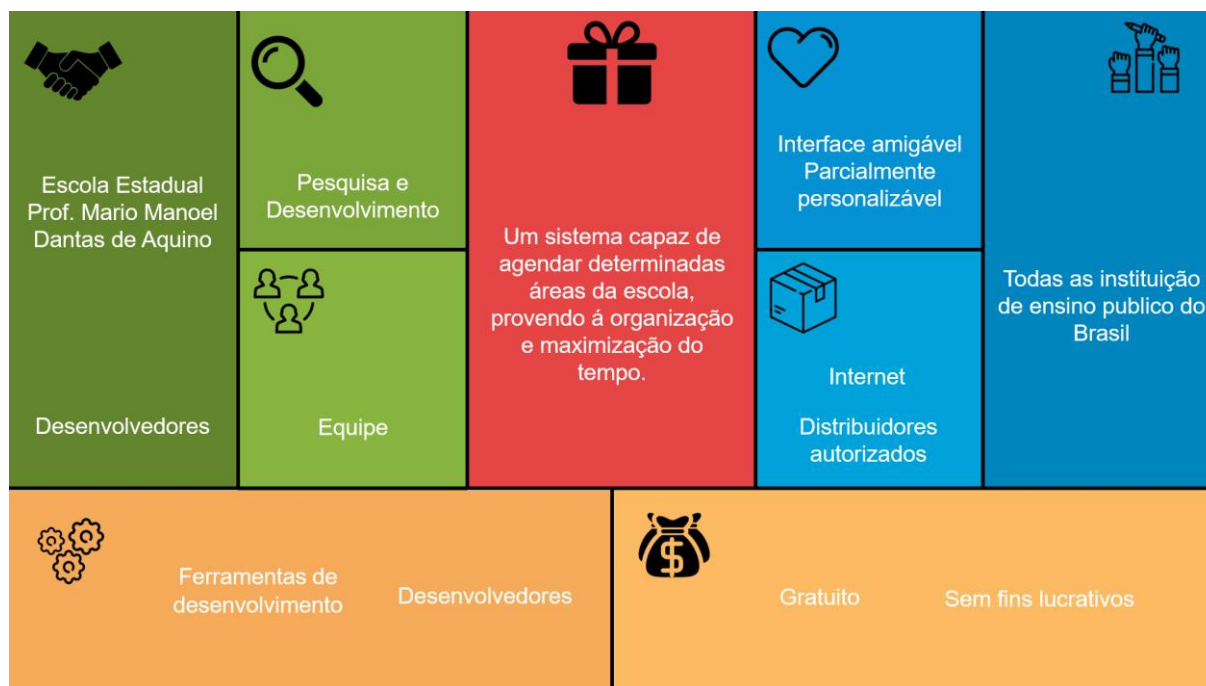 Escola Estadual
Prof. Mario Manoel
Dantas de Aquino
Desenvolvedores
Pesquisa e
Desenvolvimento
Equipe
Um sistema capaz de
agendar determinadas
áreas da escola,
provendo á organização
e maximização do
tempo.
Interface amigável
Parcialmente
personalizável
Internet
Distribuidores
autorizados
Todas as instituição
de ensino publico do
Brasil
Ferramentas de
desenvolvimento
Desenvolvedores
$
Gratuito
Sem fins lucrativos